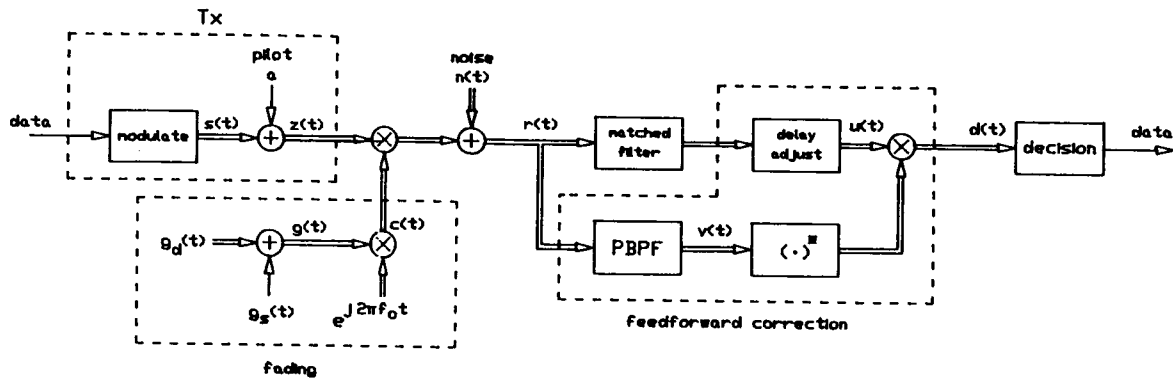 Tx
pilot
a
noise
n(t)
data
modulate
s(t)
+
z(t)
×
+
r(t)
matched
filter
delay
adjust
u(t)
×
d(t)
decision
data
c(t)
g_d(t)
+
g(t)
×
g_s(t)
e^{j2πf_0t}
PBPF
v(t)
(·)^*
feedforward correction
fading